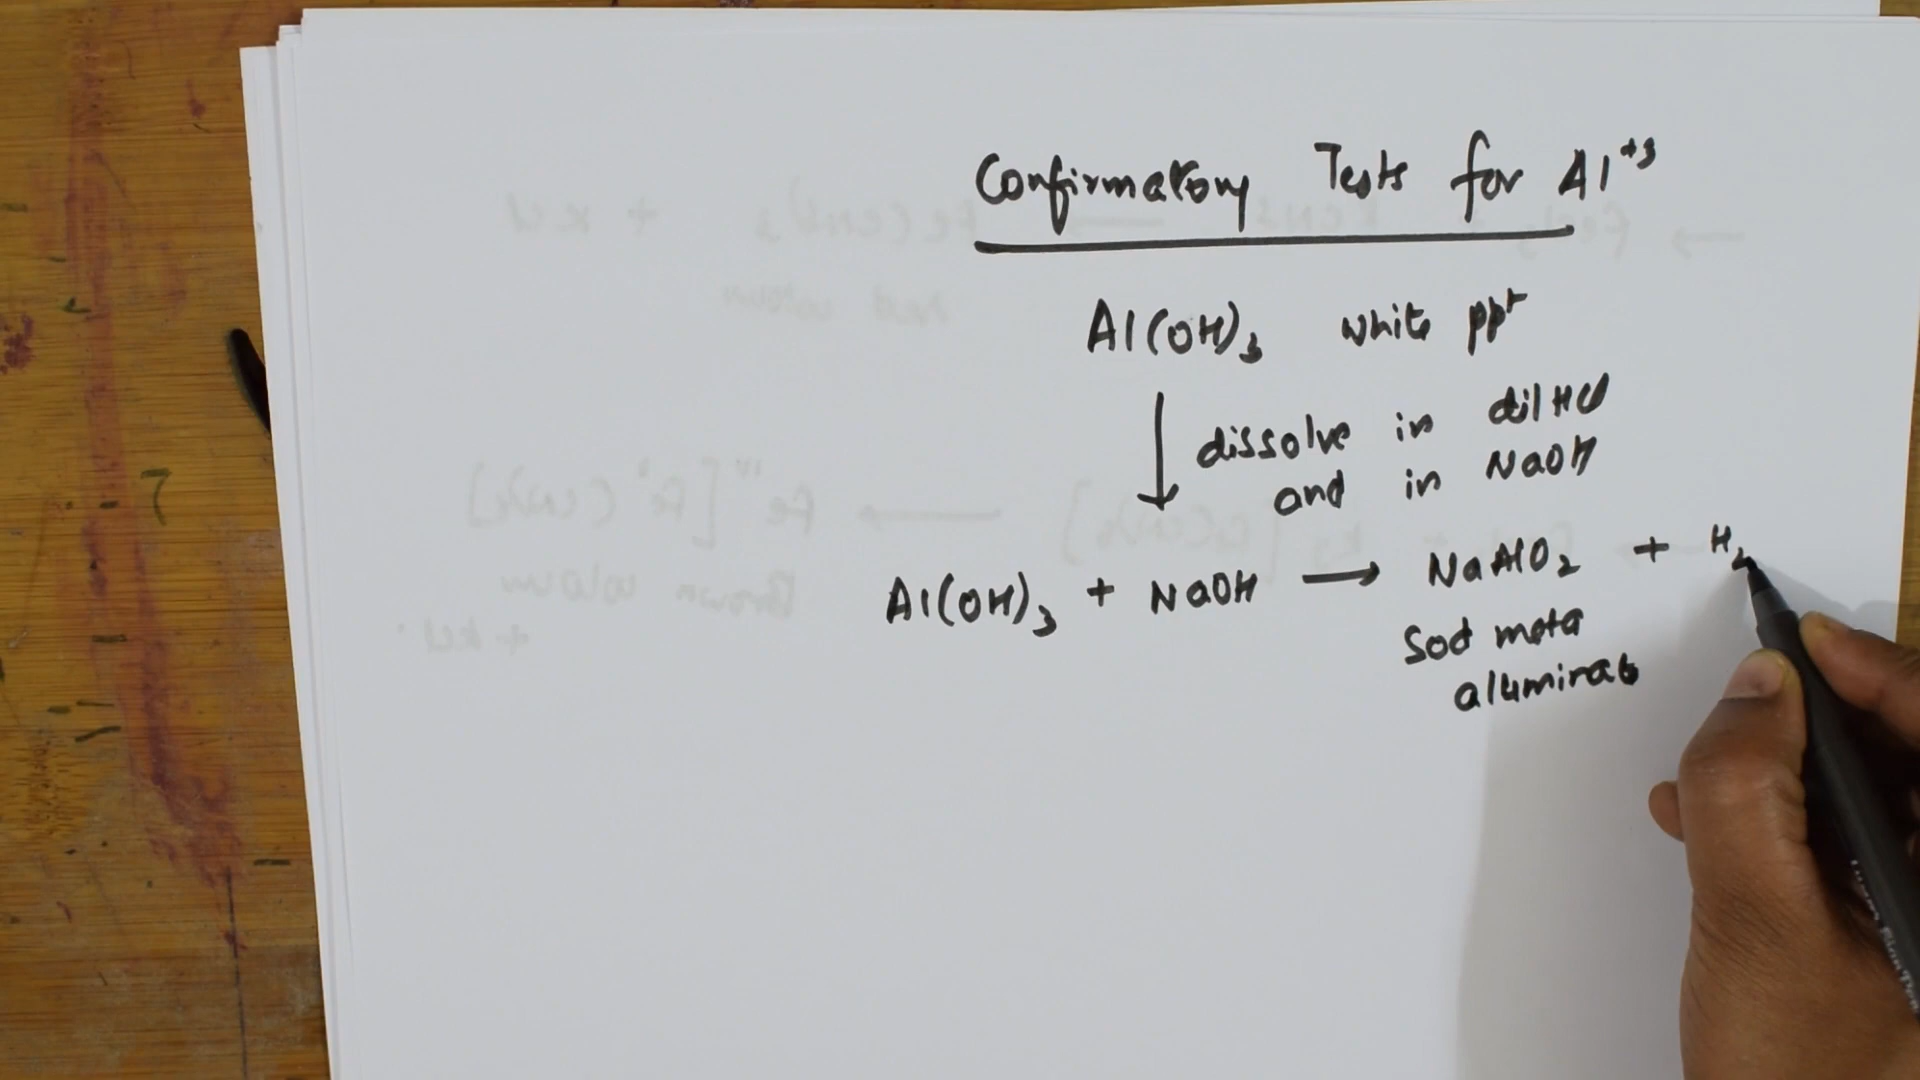 Confirmatory Tests for Al⁺³
Al(OH)₃ white ppt
dissolve in dil HCl
and in NaOH
Al(OH)₃ + NaOH → NaAlO₂ + H₂
Sod meta
aluminate